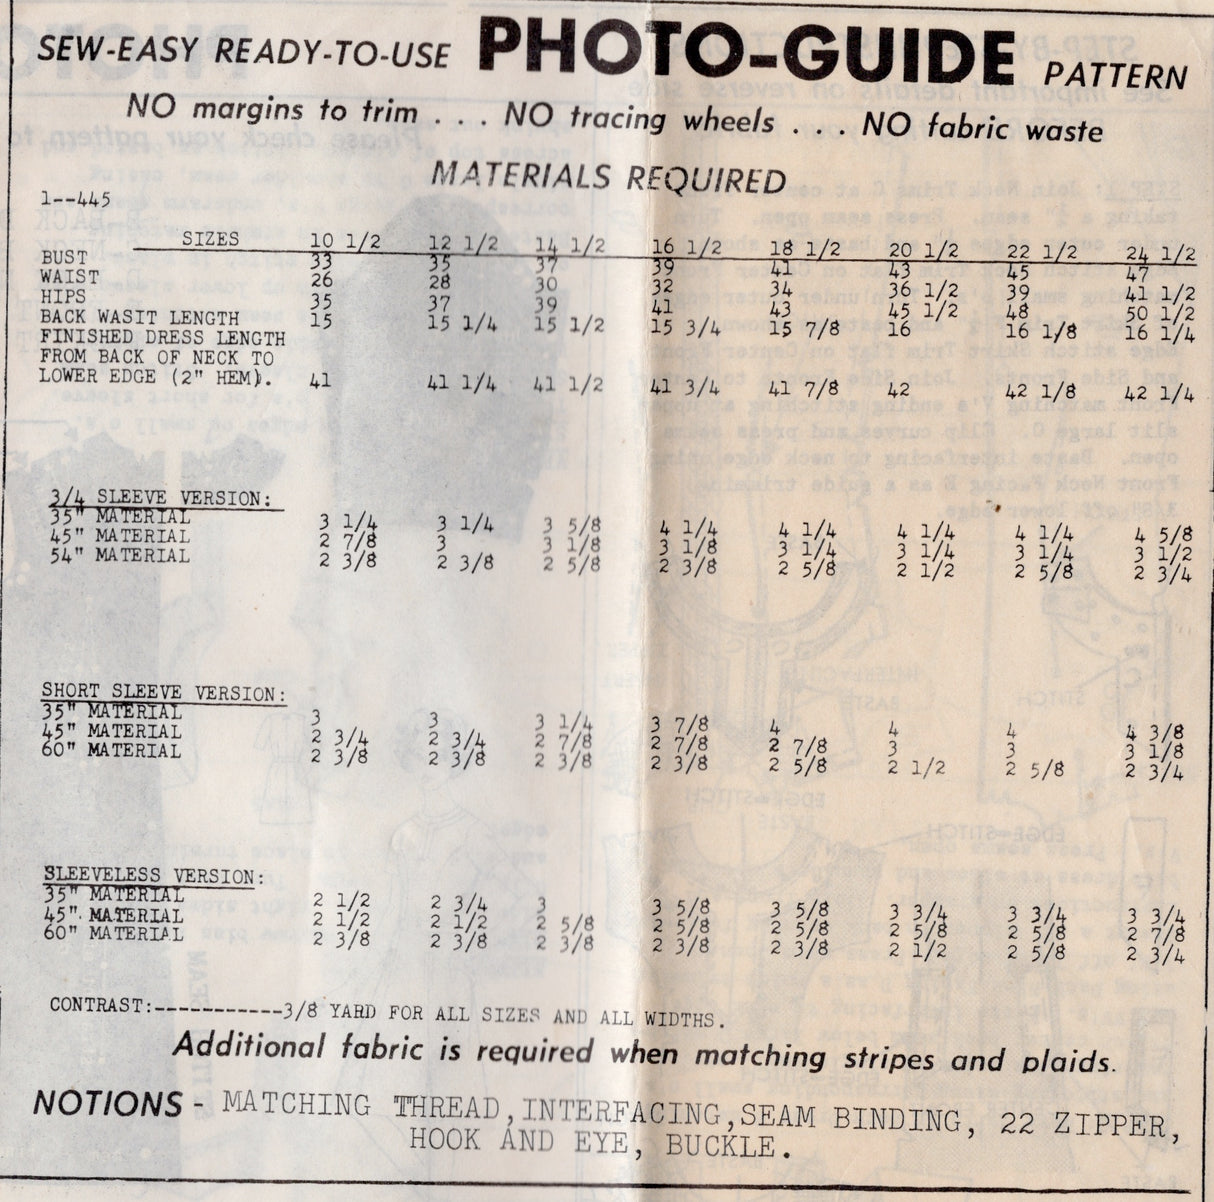 SEW-EASY READY-TO-USE PHOTO-GUIDE PATTERN
NO margins to trim . . . NO tracing wheels . . . NO fabric waste
MATERIALS REQUIRED
1--445
SIZES 10 1/2 12 1/2 14 1/2 16 1/2 18 1/2 20 1/2 22 1/2 24 1/2
BUST 33 35 37 39 41 43 45 47
WAIST 26 28 30 32 34 36 1/2 39 41 1/2
HIPS 35 37 39 41 43 45 1/2 48 50 1/2
BACK WASIT LENGTH 15 15 1/4 15 1/2 15 3/4 15 7/8 16 16 1/8 16 1/4
FINISHED DRESS LENGTH
FROM BACK OF NECK TO
LOWER EDGE (2" HEM). 41 41 1/4 41 1/2 41 3/4 41 7/8 42 42 1/8 42 1/4
3/4 SLEEVE VERSION:
35" MATERIAL 3 1/4 3 1/4 3 5/8 4 1/4 4 1/4 4 1/4 4 1/4 4 5/8
45" MATERIAL 2 7/8 3 3 1/8 3 1/8 3 1/4 3 1/4 3 1/4 3 1/2
54" MATERIAL 2 3/8 2 3/8 2 5/8 2 3/8 2 5/8 2 1/2 2 5/8 2 3/4
SHORT SLEEVE VERSION:
35" MATERIAL 3 3 3 1/4 3 7/8 4 4 4 4 3/8
45" MATERIAL 2 3/4 2 3/4 2 7/8 2 7/8 2 7/8 3 3 3 1/8
60" MATERIAL 2 3/8 2 3/8 2 3/8 2 3/8 2 5/8 2 1/2 2 5/8 2 3/4
SLEEVELESS VERSION:
35" MATERIAL 2 1/2 2 3/4 3 3 5/8 3 5/8 3 3/4 3 3/4 3 3/4
45" MATERIAL 2 1/2 2 1/2 2 5/8 2 5/8 2 5/8 2 5/8 2 5/8 2 7/8
60" MATERIAL 2 3/8 2 3/8 2 3/8 2 3/8 2 5/8 2 1/2 2 5/8 2 3/4
CONTRAST:-----------3/8 YARD FOR ALL SIZES AND ALL WIDTHS.
Additional fabric is required when matching stripes and plaids.
NOTIONS - MATCHING THREAD, INTERFACING, SEAM BINDING, 22 ZIPPER,
HOOK AND EYE, BUCKLE.